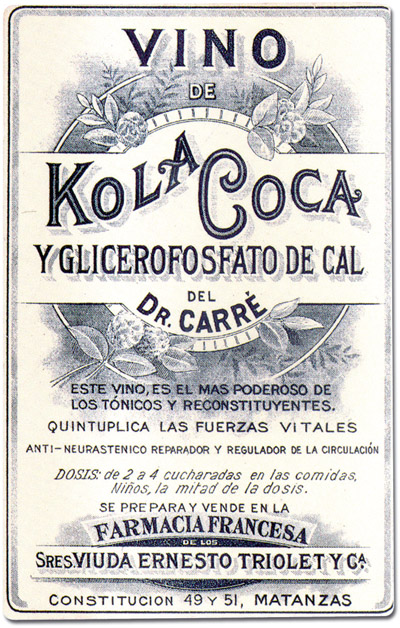 VINO
DE
KOLA COCA
Y GLICEROFOSFATO DE CAL
DEL
DR. CARRÉ
ESTE VINO, ES EL MAS PODEROSO DE
LOS TÓNICOS Y RECONSTITUYENTES.
QUINTUPLICA LAS FUERZAS VITALES
ANTI-NEURASTENICO REPARADOR Y REGULADOR DE LA CIRCULACIÓN
DOSIS: de 2 a 4 cucharadas en las comidas,
Niños, la mitad de la dosis.
SE PREPARA Y VENDE EN LA
FARMACIA FRANCESA
DE LOS
SRES. VIUDA ERNESTO TRIOLET Y CA.
CONSTITUCION 49 Y 51, MATANZAS